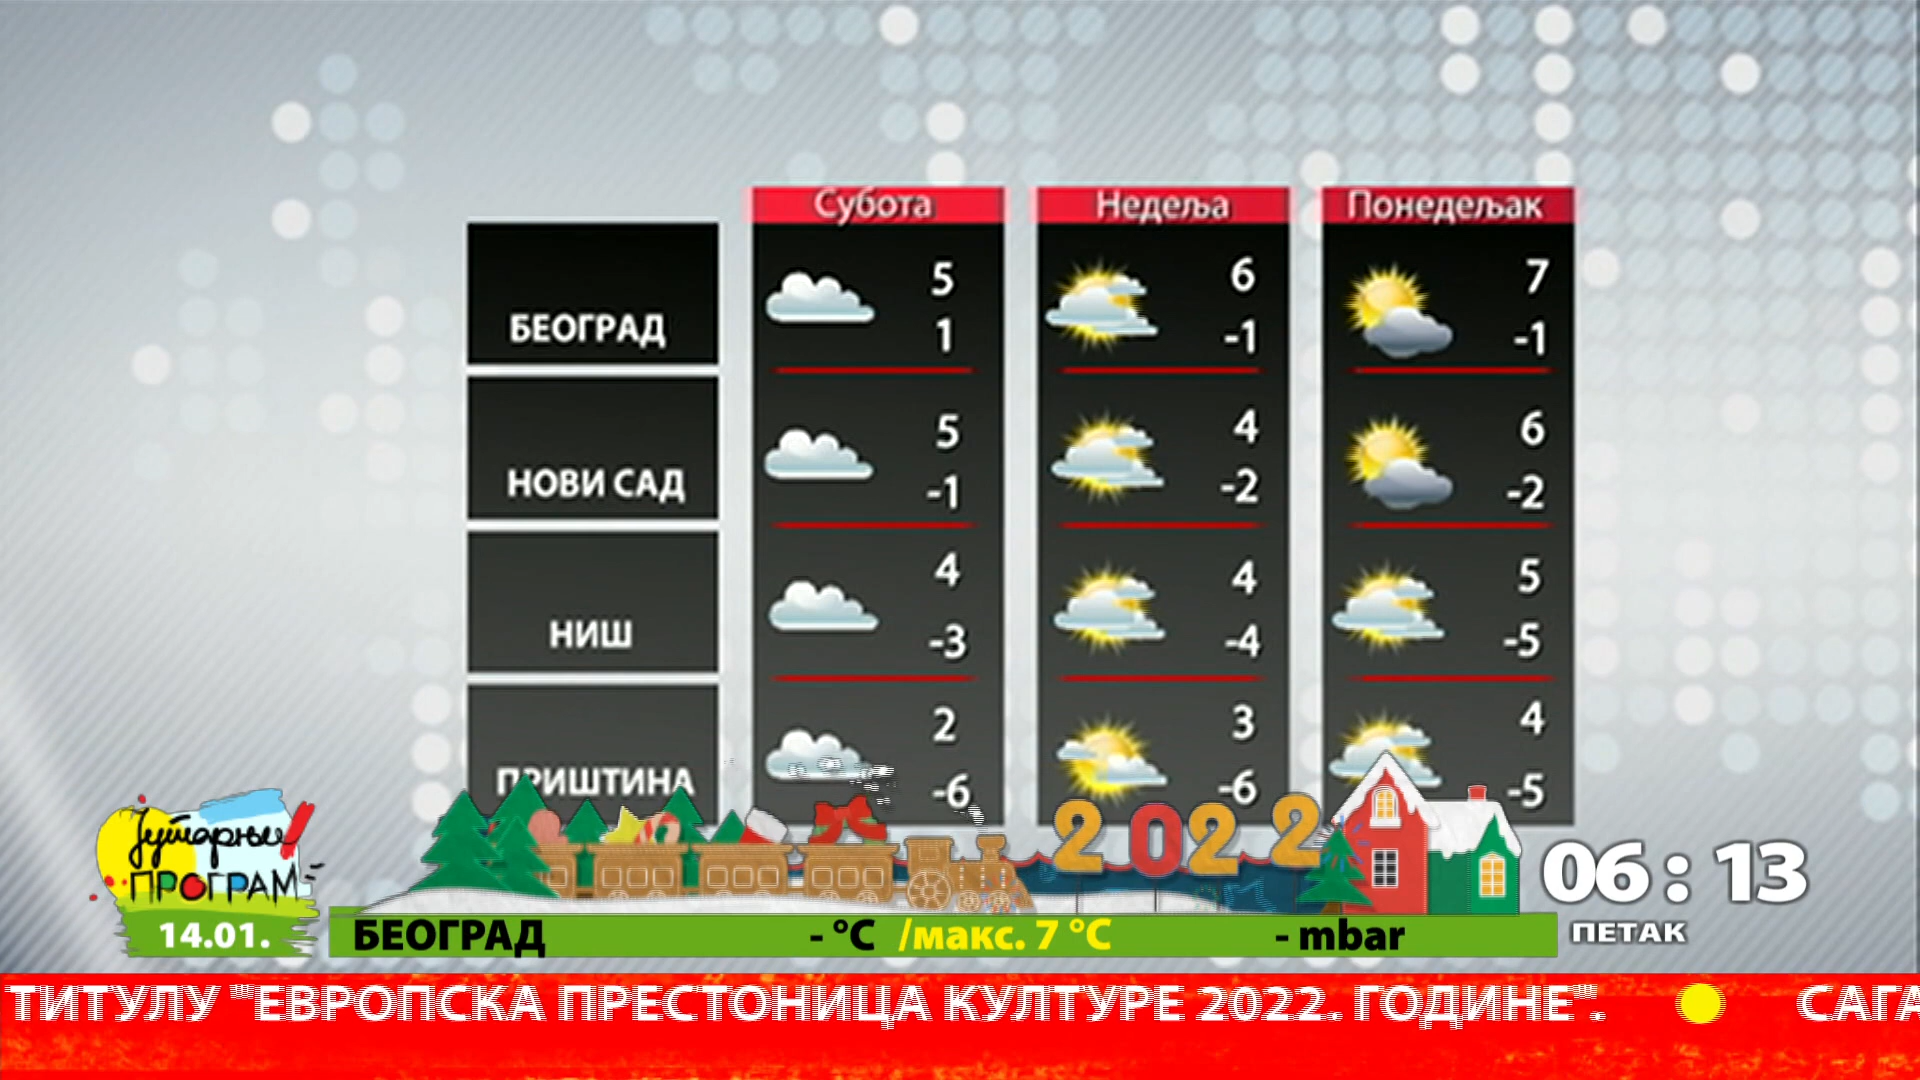 Субота Недеља Понедељак
БЕОГРАД 5 6 7
1 -1 -1
НОВИ САД 5 4 6
-1 -2 -2
НИШ 4 4 5
-3 -4 -5
ПРИШТИНА 2 3 4
-6 -6 -5
2022
Јутарњи
ПРОГРАМ
14.01.
06:13
ПЕТАК
БЕОГРАД - °C /макс. 7 °C - mbar
ТИТУЛУ "ЕВРОПСКА ПРЕСТОНИЦА КУЛТУРЕ 2022. ГОДИНЕ". САГА